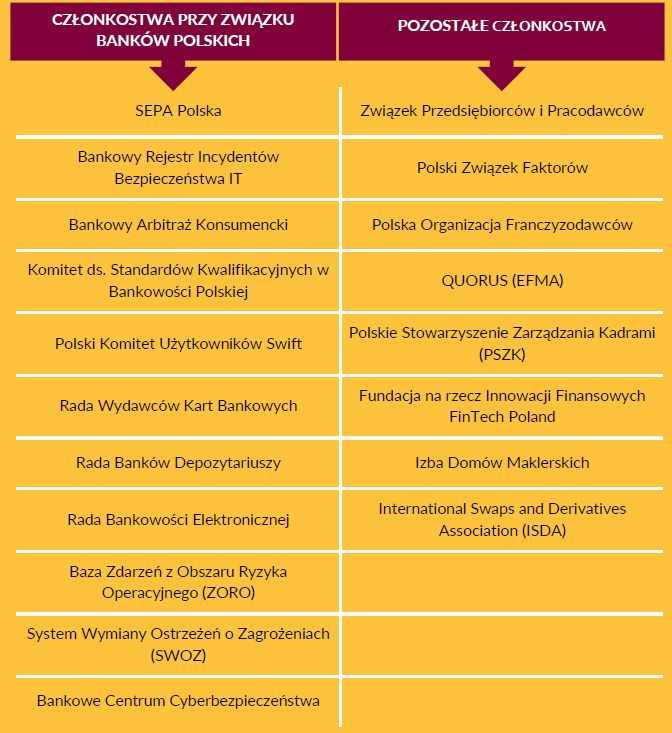 CZŁONKOSTWA PRZY ZWIĄZKU
BANKÓW POLSKICH
POZOSTAŁE CZŁONKOSTWA
SEPA Polska
Związek Przedsiębiorców i Pracodawców
Bankowy Rejestr Incydentów
Bezpieczeństwa IT
Polski Związek Faktorów
Bankowy Arbitraż Konsumencki
Polska Organizacja Franczyzodawców
Komitet ds. Standardów Kwalifikacyjnych w
Bankowości Polskiej
QUORUS (EFMA)
Polski Komitet Użytkowników Swift
Polskie Stowarzyszenie Zarządzania Kadrami
(PSZK)
Rada Wydawców Kart Bankowych
Fundacja na rzecz Innowacji Finansowych
FinTech Poland
Rada Banków Depozytariuszy
Izba Domów Maklerskich
Rada Bankowości Elektronicznej
International Swaps and Derivatives
Association (ISDA)
Baza Zdarzeń z Obszaru Ryzyka
Operacyjnego (ZORO)
System Wymiany Ostrzeżeń o Zagrożeniach
(SWOZ)
Bankowe Centrum Cyberbezpieczeństwa